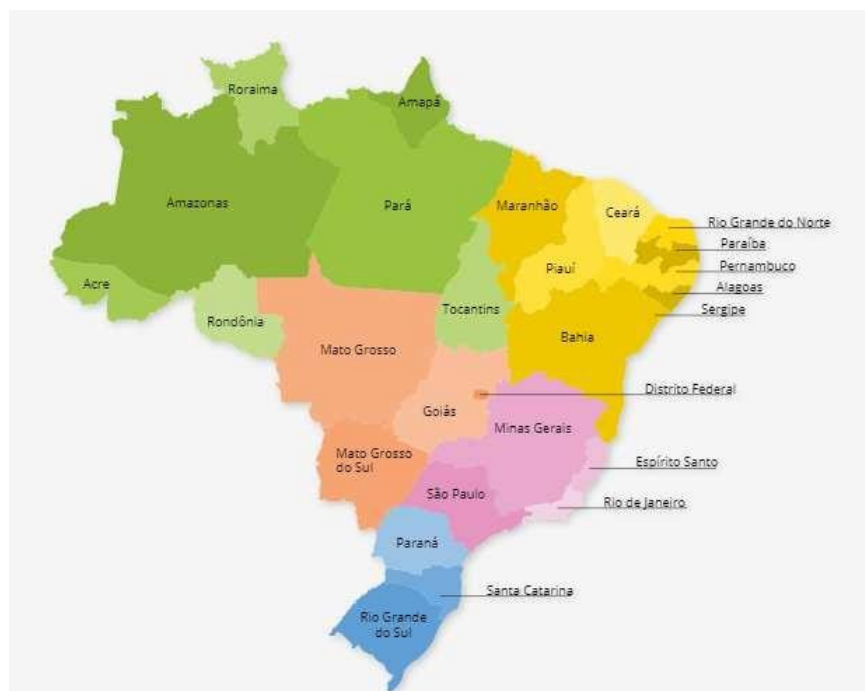 Roraima
Amapá
Amazonas
Pará
Maranhão
Ceará
Rio Grande do Norte
Paraíba
Pernambuco
Piauí
Acre
Alagoas
Rondônia
Tocantins
Sergipe
Bahia
Mato Grosso
Distrito Federal
Goiás
Minas Gerais
Mato Grosso
do Sul
Espírito Santo
São Paulo
Rio de Janeiro
Paraná
Santa Catarina
Rio Grande
do Sul